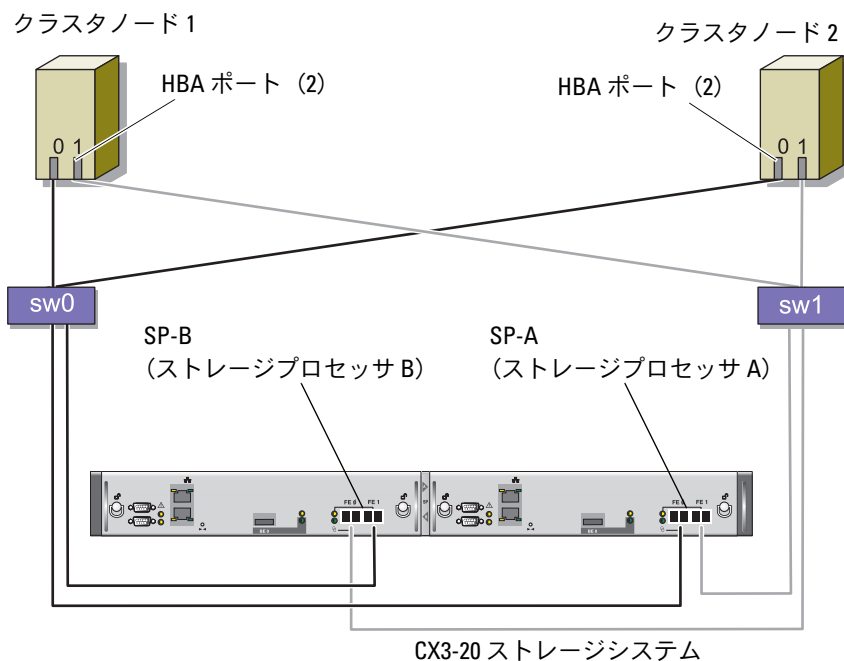 クラスタノード 1
クラスタノード 2
HBA ポート（2）
HBA ポート（2）
0 1
0 1
sw0
sw1
SP-B
（ストレージプロセッサ B）
SP-A
（ストレージプロセッサ A）
FE 0 FE 1
SP
FE 0 FE 1
CX3-20 ストレージシステム